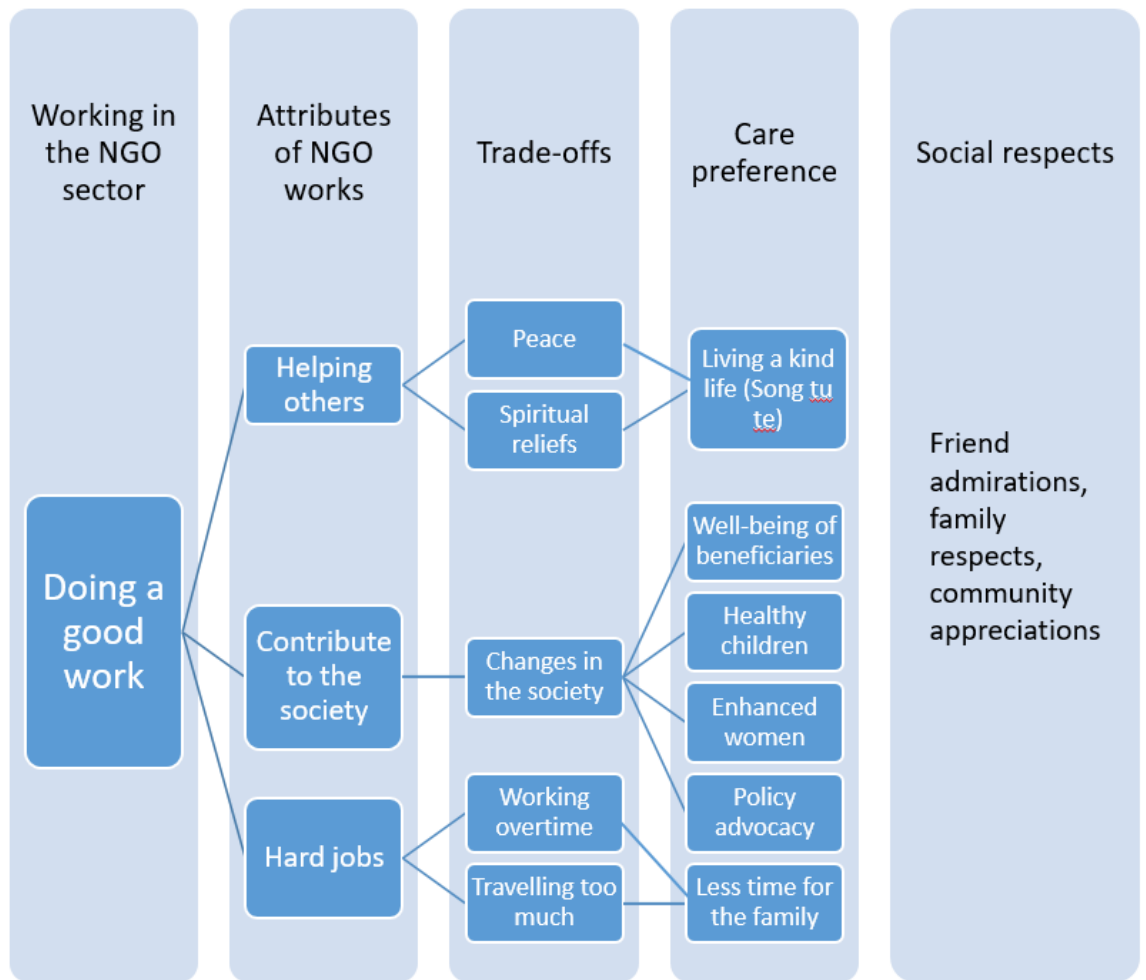 Working in
the NGO
sector
Attributes
of NGO
works
Trade-offs
Care
preference
Social respects
Doing a
good
work
Helping
others
Contribute
to the
society
Hard jobs
Peace
Spiritual
reliefs
Changes in
the society
Working
overtime
Travelling too
much
Living a kind
life (Song tu
te)
Well-being of
beneficiaries
Healthy
children
Enhanced
women
Policy
advocacy
Less time for
the family
Friend
admirations,
family
respects,
community
appreciations